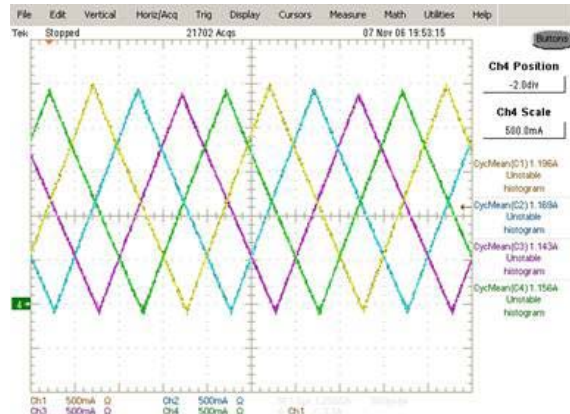 File Edit Vertical Horiz/Acq Trig Display Cursors Measure Math Utilities Help
Tek Stopped 21702 Acqs 07 Nov 06 19:53:15
Buttons
Ch4 Position
-2.0div
Ch4 Scale
500.0mA
CycMean(C1) 1.196A
Unstable
histogram
CycMean(C2) 1.169A
Unstable
histogram
CycMean(C3) 1.143A
Unstable
histogram
CycMean(C4) 1.156A
Unstable
histogram
4
Ch1 500mA Ω Ch2 500mA Ω
Ch3 500mA Ω Ch4 500mA Ω Ch1